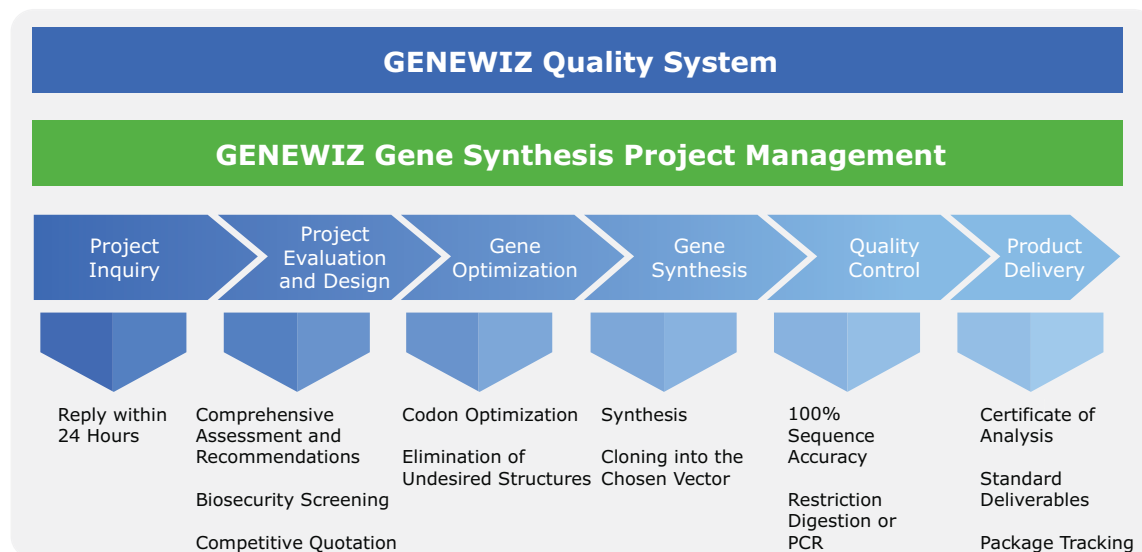 GENEWIZ Quality System
GENEWIZ Gene Synthesis Project Management
Project
Inquiry
Project
Evaluation
and Design
Gene
Optimization
Gene
Synthesis
Quality
Control
Product
Delivery
Reply within
24 Hours
Comprehensive
Assessment and
Recommendations
Biosecurity Screening
Competitive Quotation
Codon Optimization
Elimination of
Undesired Structures
Synthesis
Cloning into the
Chosen Vector
100%
Sequence
Accuracy
Restriction
Digestion or
PCR
Certificate of
Analysis
Standard
Deliverables
Package Tracking